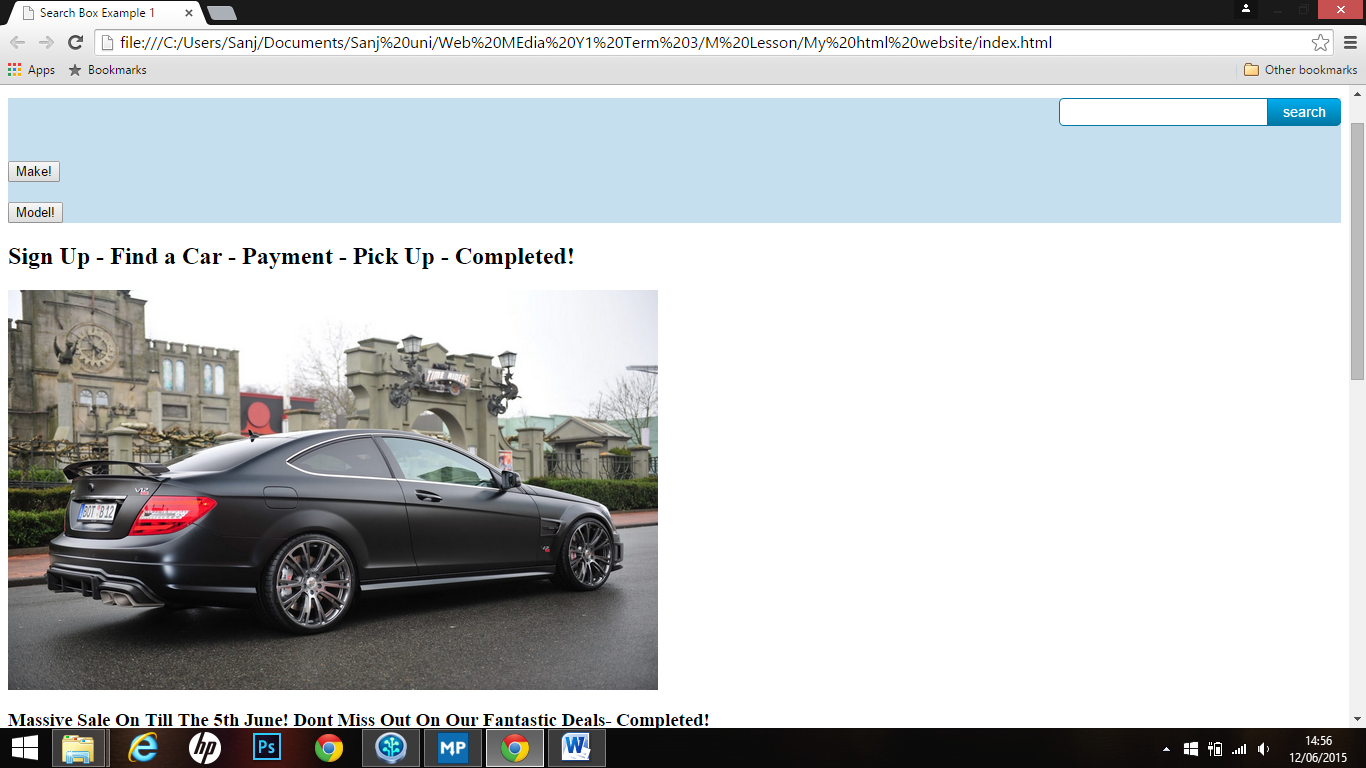 Search Box Example 1
file:///C:/Users/Sanj/Documents/Sanj%20uni/Web%20MEdia%20Y1%20Term%203/M%20Lesson/My%20html%20website/index.html
Apps Bookmarks Other bookmarks
search
Make!
Model!
Sign Up - Find a Car - Payment - Pick Up - Completed!
TIME RIDERS
V12
BOT B12
Massive Sale On Till The 5th June! Dont Miss Out On Our Fantastic Deals- Completed!
hp Ps MP W
14:56
12/06/2015